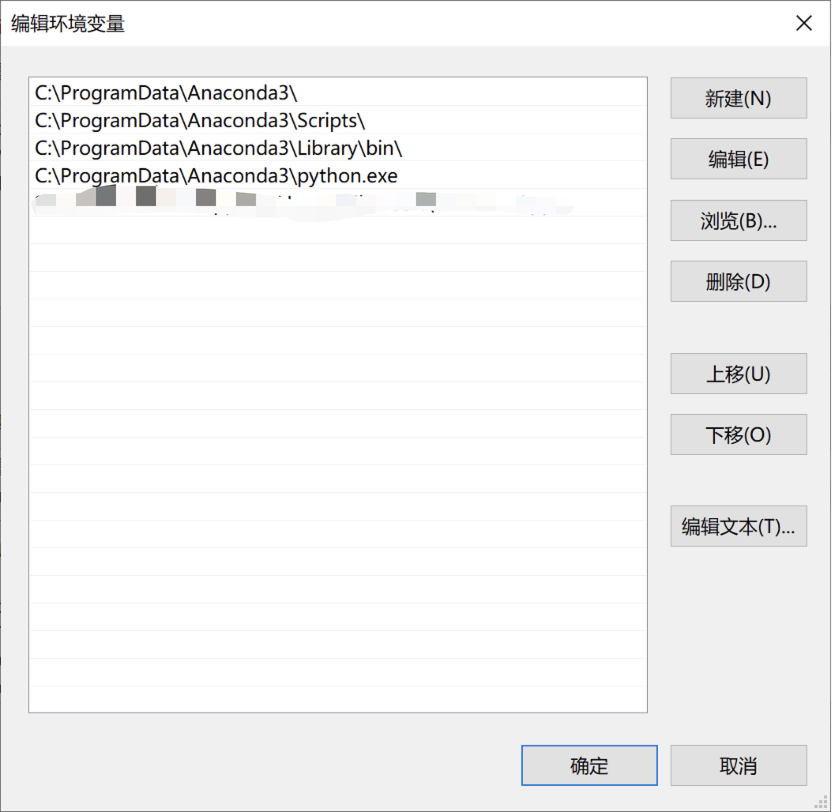 编辑环境变量
C:\ProgramData\Anaconda3\
C:\ProgramData\Anaconda3\Scripts\
C:\ProgramData\Anaconda3\Library\bin\
C:\ProgramData\Anaconda3\python.exe
新建(N)
编辑(E)
浏览(B)...
删除(D)
上移(U)
下移(O)
编辑文本(T)...
确定
取消